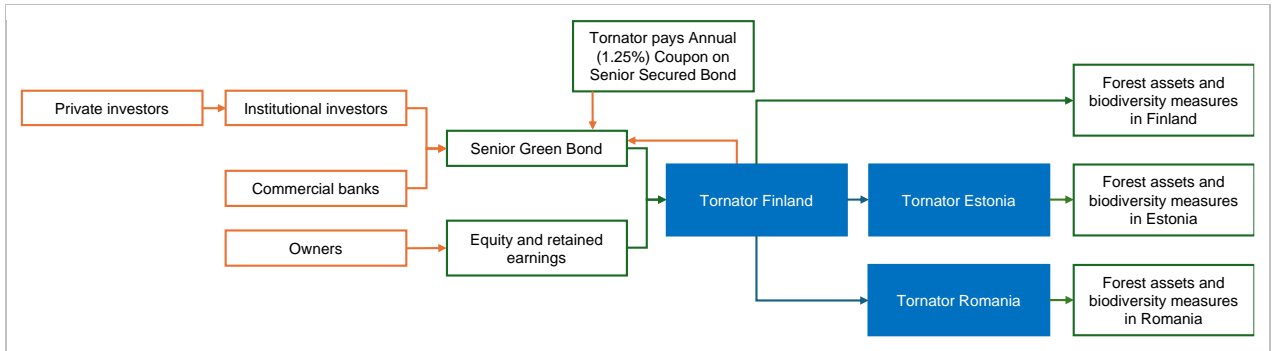 Tornator pays Annual
(1.25%) Coupon on
Senior Secured Bond
Private investors
Institutional investors
Commercial banks
Owners
Senior Green Bond
Equity and retained
earnings
Tornator Finland
Tornator Estonia
Tornator Romania
Forest assets and
biodiversity measures
in Finland
Forest assets and
biodiversity measures
in Estonia
Forest assets and
biodiversity measures
in Romania